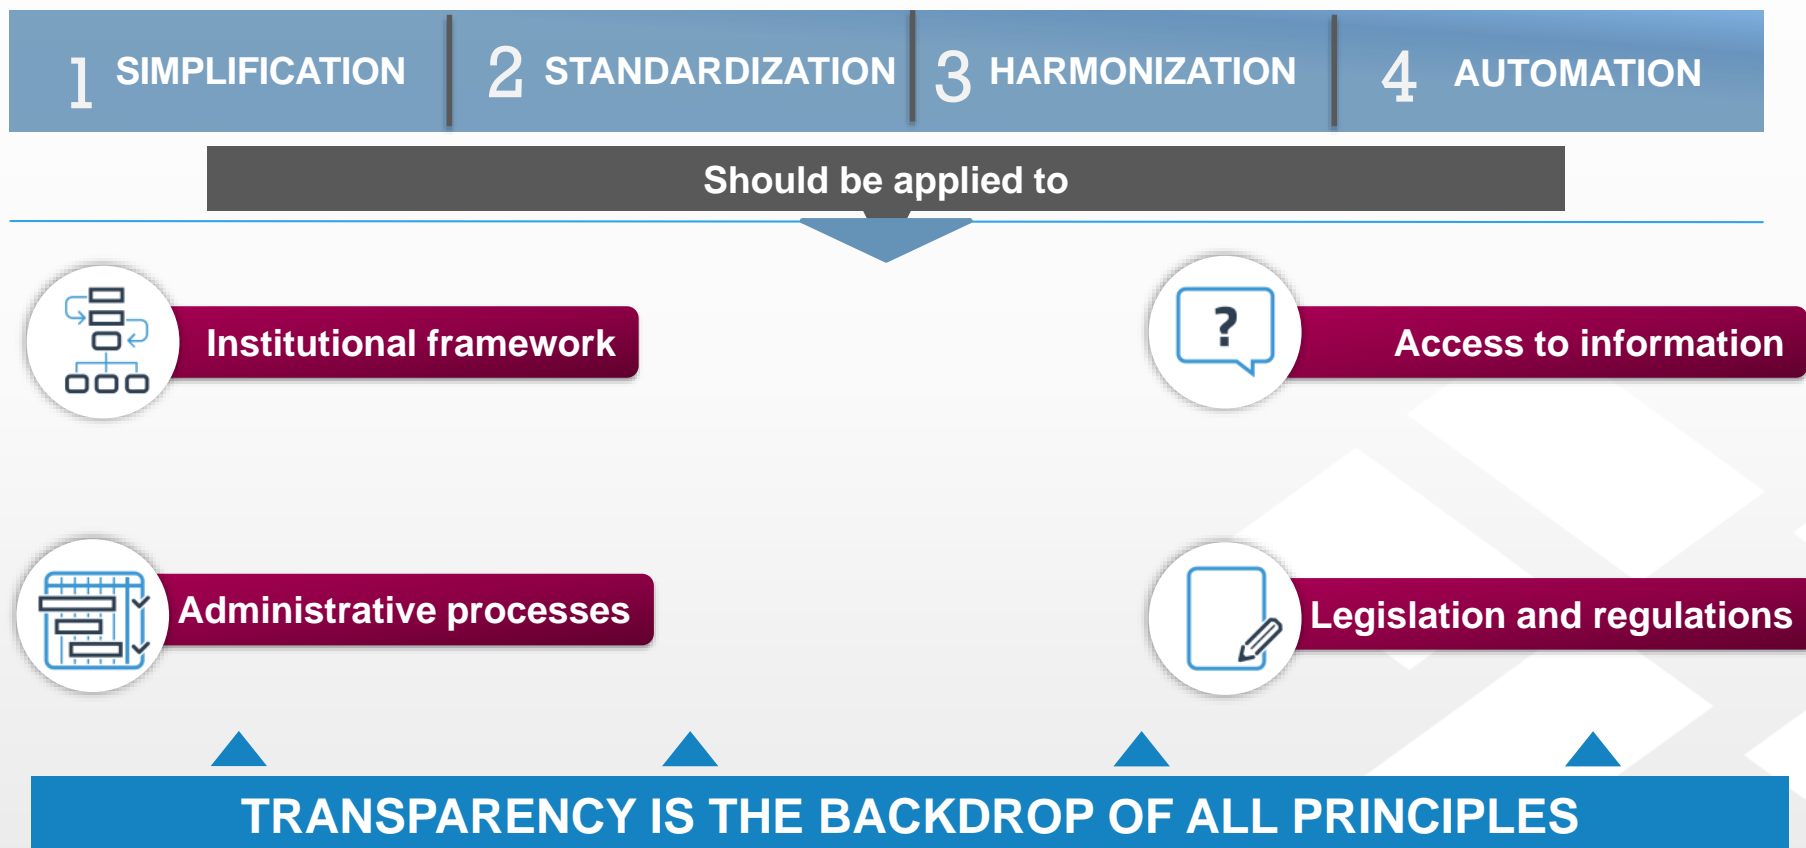 1 SIMPLIFICATION
2 STANDARDIZATION
3 HARMONIZATION
4 AUTOMATION
Should be applied to
Institutional framework
? Access to information
Administrative processes
Legislation and regulations
TRANSPARENCY IS THE BACKDROP OF ALL PRINCIPLES